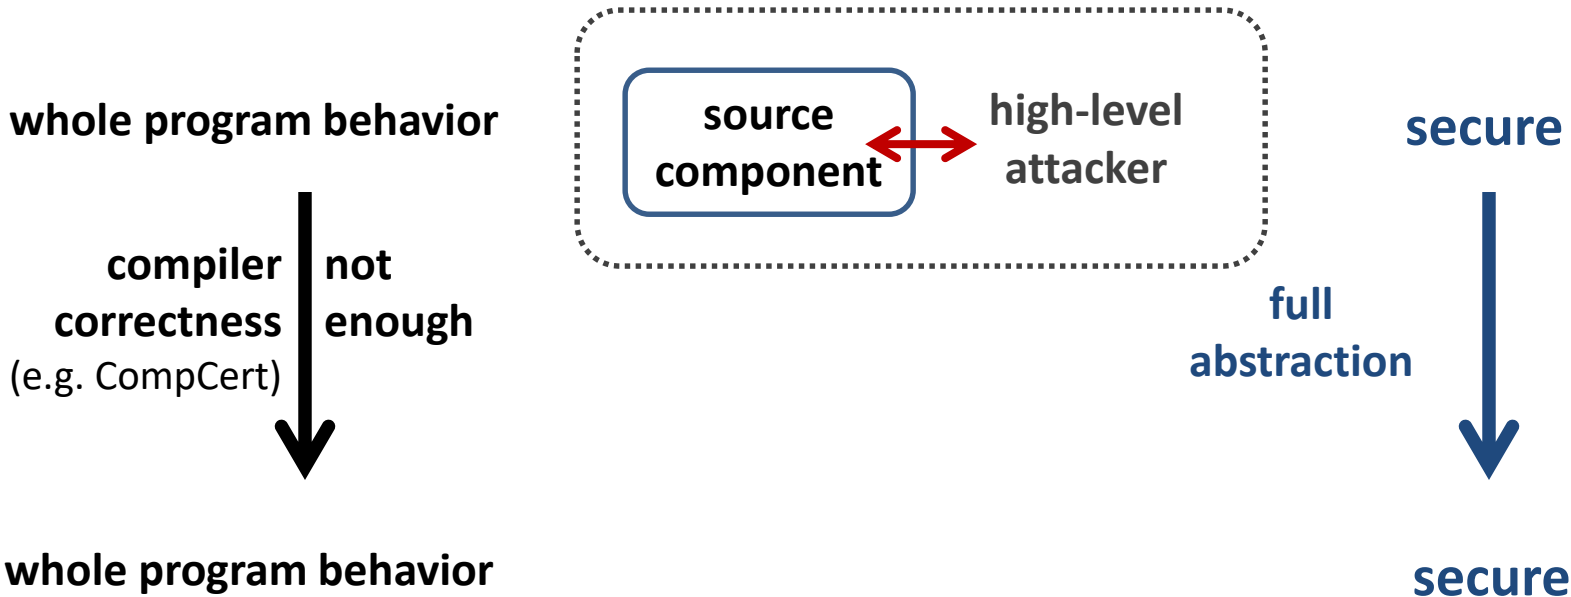 whole program behavior
source
component
high-level
attacker
secure
compiler
correctness
(e.g. CompCert)
not
enough
full
abstraction
whole program behavior
secure